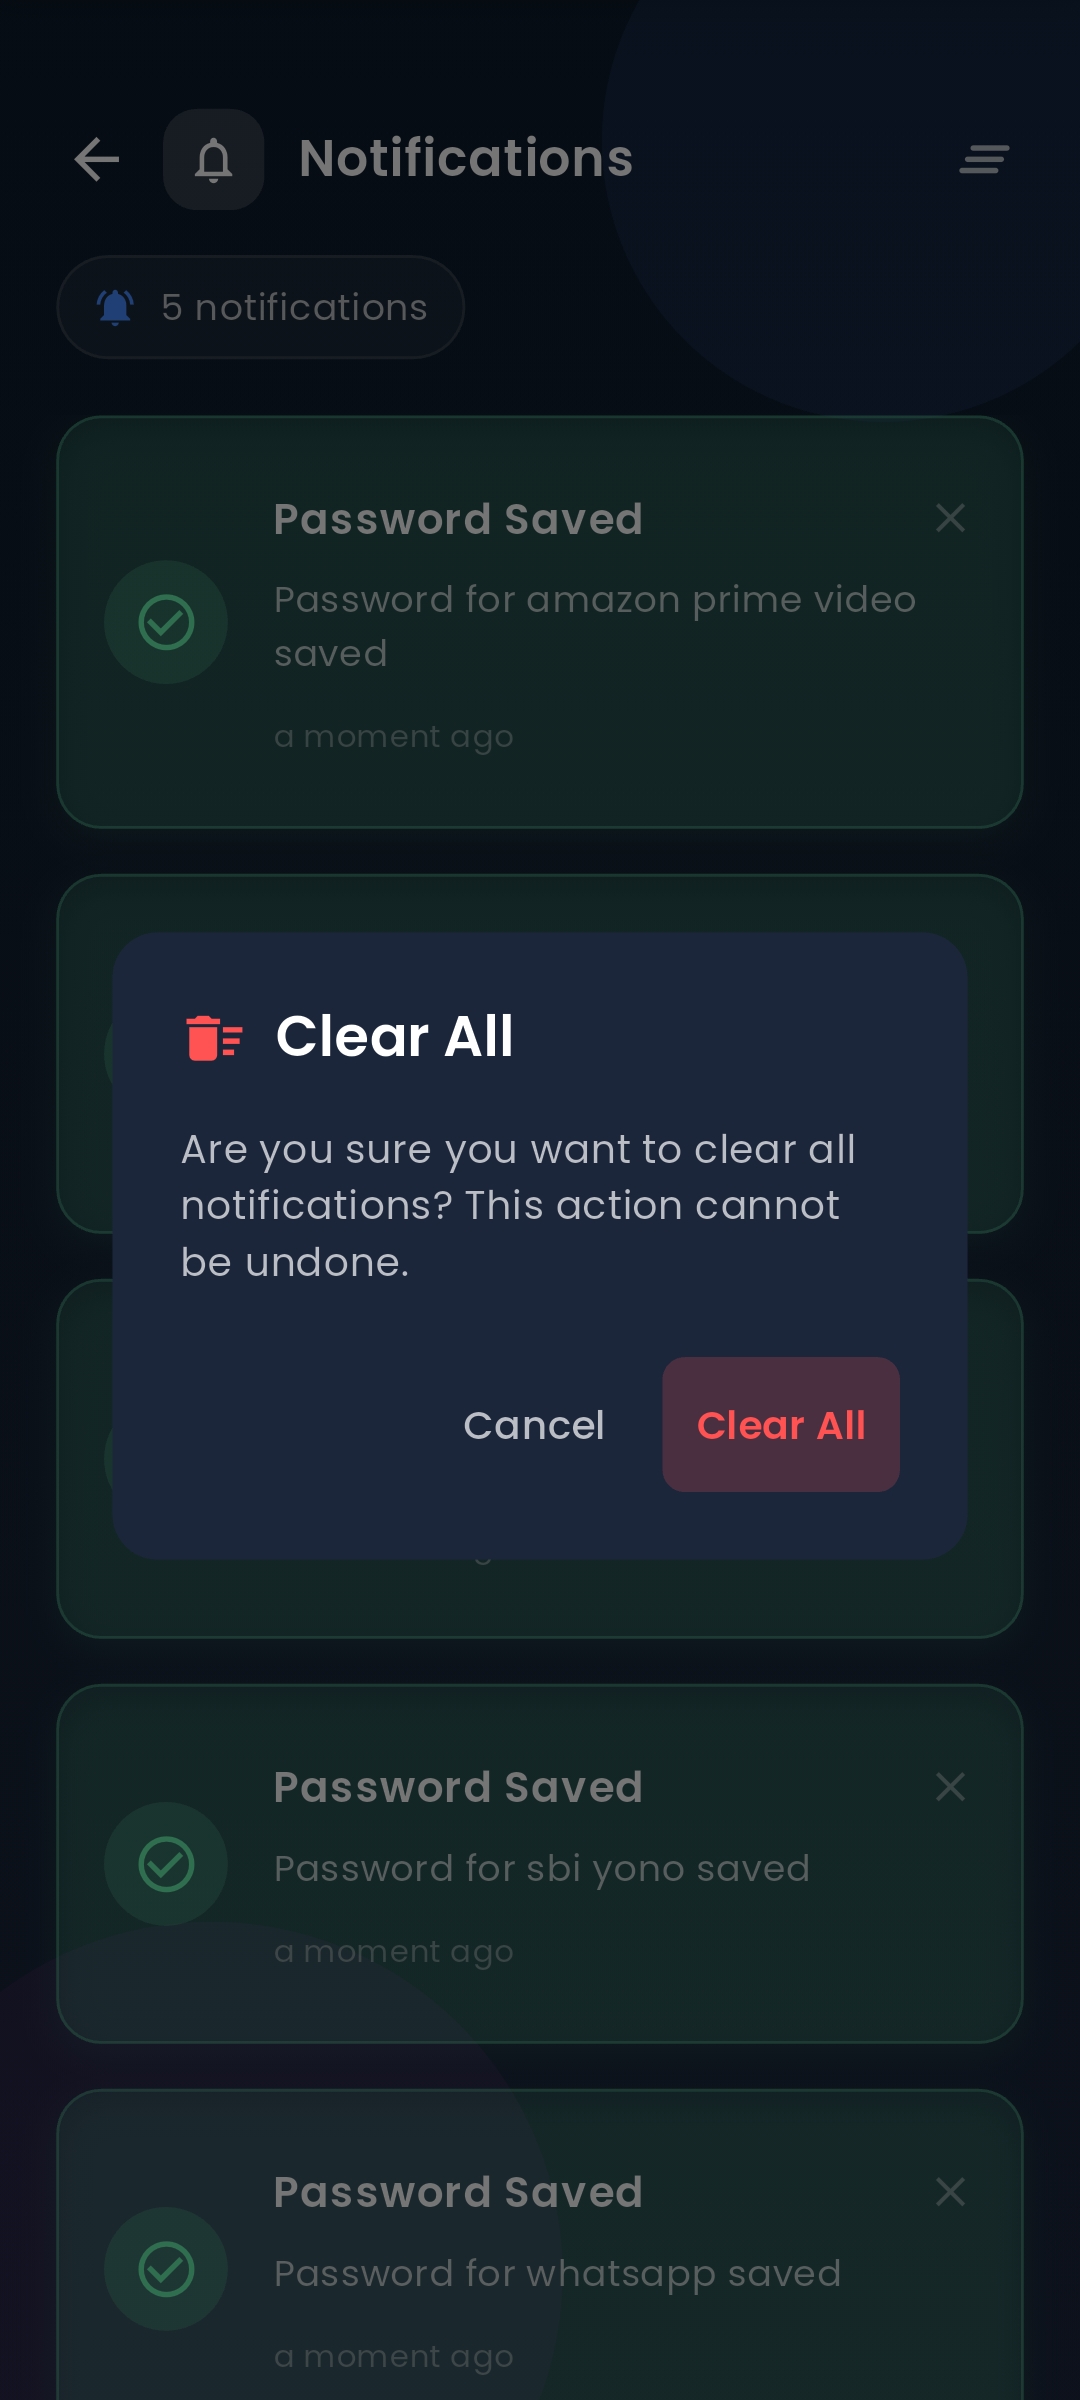 Notifications
5 notifications
Password Saved
Password for amazon prime video
saved
a moment ago
Clear All
Are you sure you want to clear all
notifications? This action cannot
be undone.
Cancel
Clear All
Password Saved
Password for sbi yono saved
a moment ago
Password Saved
Password for whatsapp saved
a moment ago